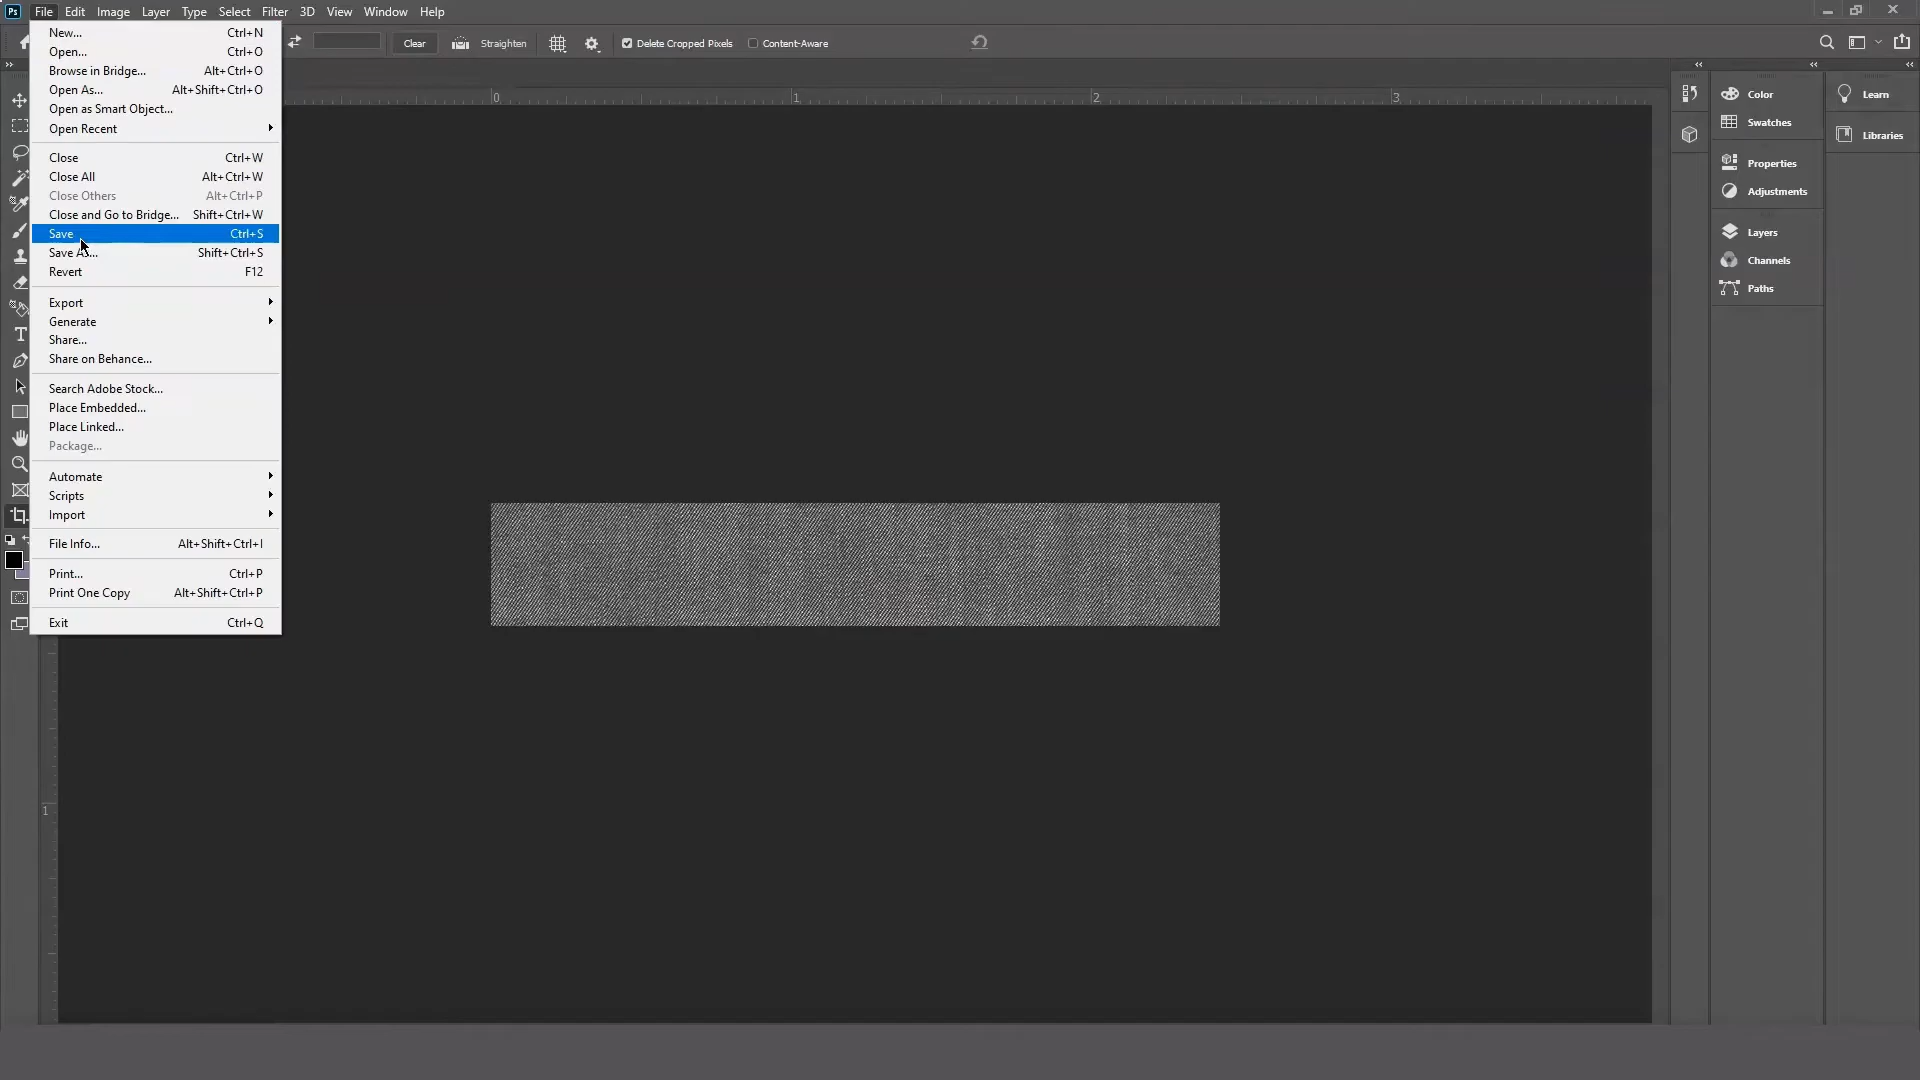 Ps File Edit Image Layer Type Select Filter 3D View Window Help
Clear Straighten Delete Cropped Pixels Content-Aware
New... Ctrl+N
Open... Ctrl+O
Browse in Bridge... Alt+Ctrl+O
Open As... Alt+Shift+Ctrl+O
Open as Smart Object...
Open Recent
Close Ctrl+W
Close All Alt+Ctrl+W
Close Others Alt+Ctrl+P
Close and Go to Bridge... Shift+Ctrl+W
Save Ctrl+S
Save As... Shift+Ctrl+S
Revert F12
Export
Generate
Share...
Share on Behance...
Search Adobe Stock...
Place Embedded...
Place Linked...
Package...
Automate
Scripts
Import
File Info... Alt+Shift+Ctrl+I
Print... Ctrl+P
Print One Copy Alt+Shift+Ctrl+P
Exit Ctrl+Q
0 1 2 3
1
Color
Swatches
Properties
Adjustments
Layers
Channels
Paths
Learn
Libraries